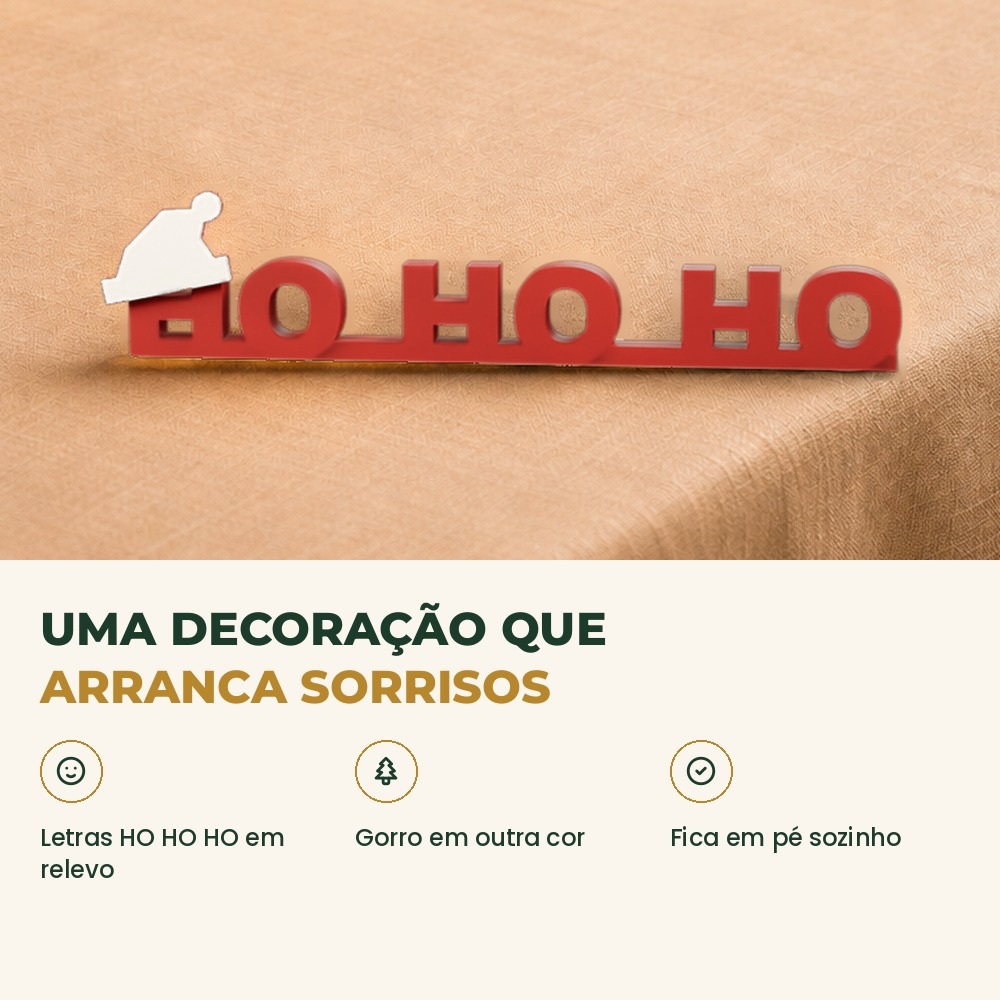 HO HO HO
UMA DECORAÇÃO QUE
ARRANCA SORRISOS
Letras HO HO HO em
relevo
Gorro em outra cor
Fica em pé sozinho